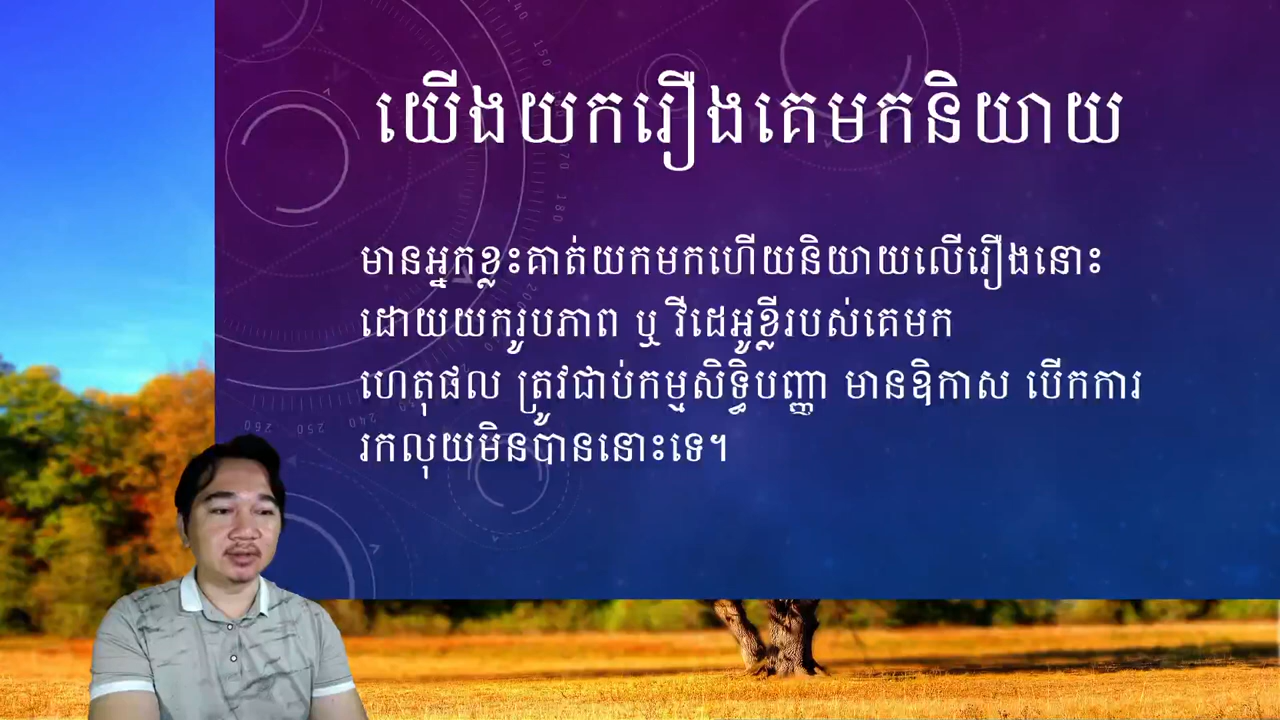 យើងយករឿងគេមកនិយាយ
មានអ្នកខ្លះគាត់យកមកហើយនិយាយលើរឿងនោះ
ដោយយករូបភាព ឬ វីដេអូខ្លីរបស់គេមក
ហេតុផល ត្រូវជាប់កម្មសិទ្ធិបញ្ញា មានឱកាស បើកការ
រកលុយមិនបាននោះទេ។